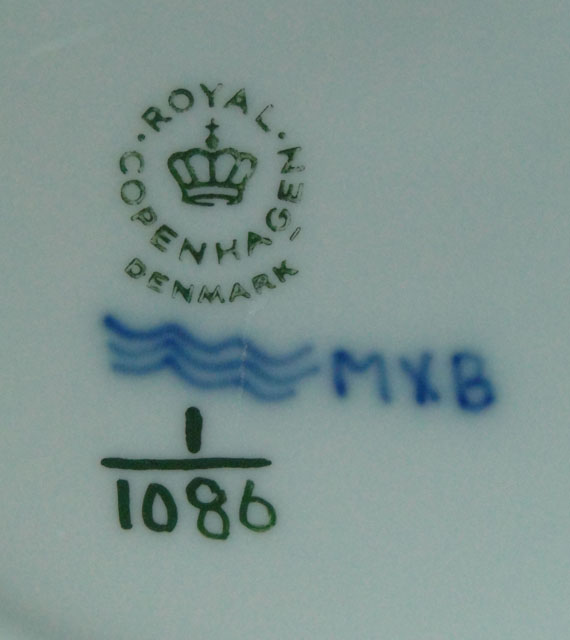 ROYAL
COPENHAGEN
DENMARK
MXB
1
1086